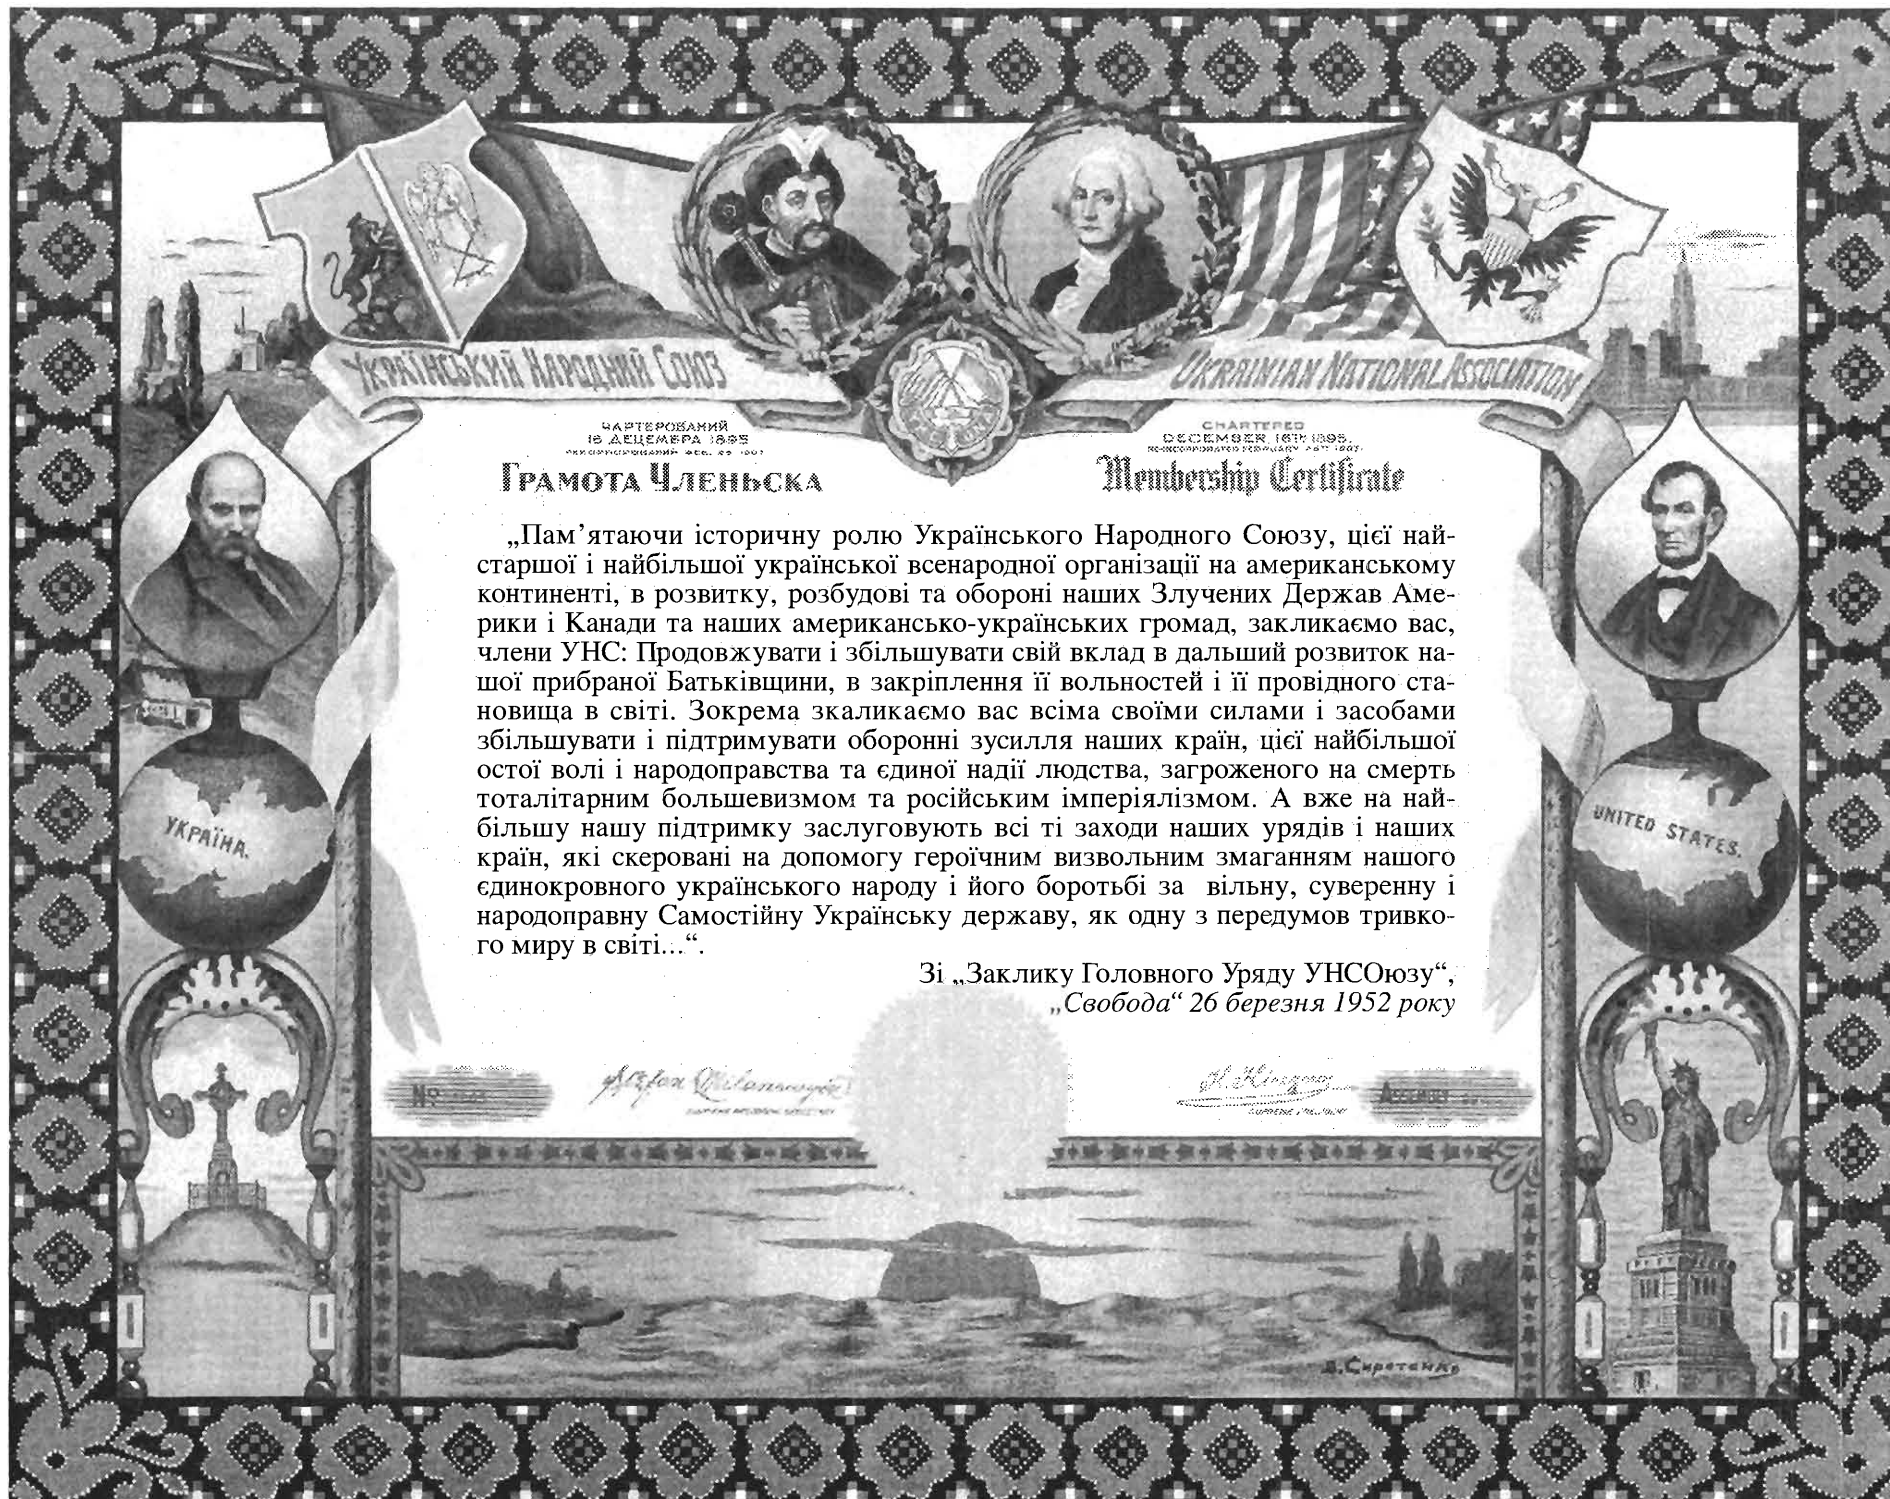 Український Народний Союз
Ukrainian National Association
ЧАРТЕРОВАНИЙ
16 ДЕЦЕМБРА 1895
CHARTERED
DECEMBER, 16TH 1895.
Грамота Членьска
Membership Certificate
„Пам’ятаючи історичну ролю Українського Народного Союзу, цієї най-
старшої і найбільшої української всенародної організації на американському
континенті, в розвитку, розбудові та обороні наших Злучених Держав Аме-
рики і Канади та наших американсько-українських громад, закликаємо вас,
члени УНС: Продовжувати і збільшувати свій вклад в дальший розвиток на-
шої прибраної Батьківщини, в закріплення її вольностей і її провідного ста-
новища в світі. Зокрема зкаликаємо вас всіма своїми силами і засобами
збільшувати і підтримувати оборонні зусилля наших країн, цієї найбільшої
остої волі і народоправства та єдиної надії людства, загроженого на смерть
тоталітарним большевизмом та російським імперіялізмом. А вже на най-
більшу нашу підтримку заслуговують всі ті заходи наших урядів і наших
країн, які скеровані на допомогу героїчним визвольним змаганням нашого
єдинокровного українського народу і його боротьбі за вільну, суверенну і
народоправну Самостійну Українську державу, як одну з передумов тривко-
го миру в світі...“.
Зі „Заклику Головного Уряду УНСОюзу“,
„Свобода“ 26 березня 1952 року
УКРАЇНА.
UNITED STATES.
No
Stefan
Assembly